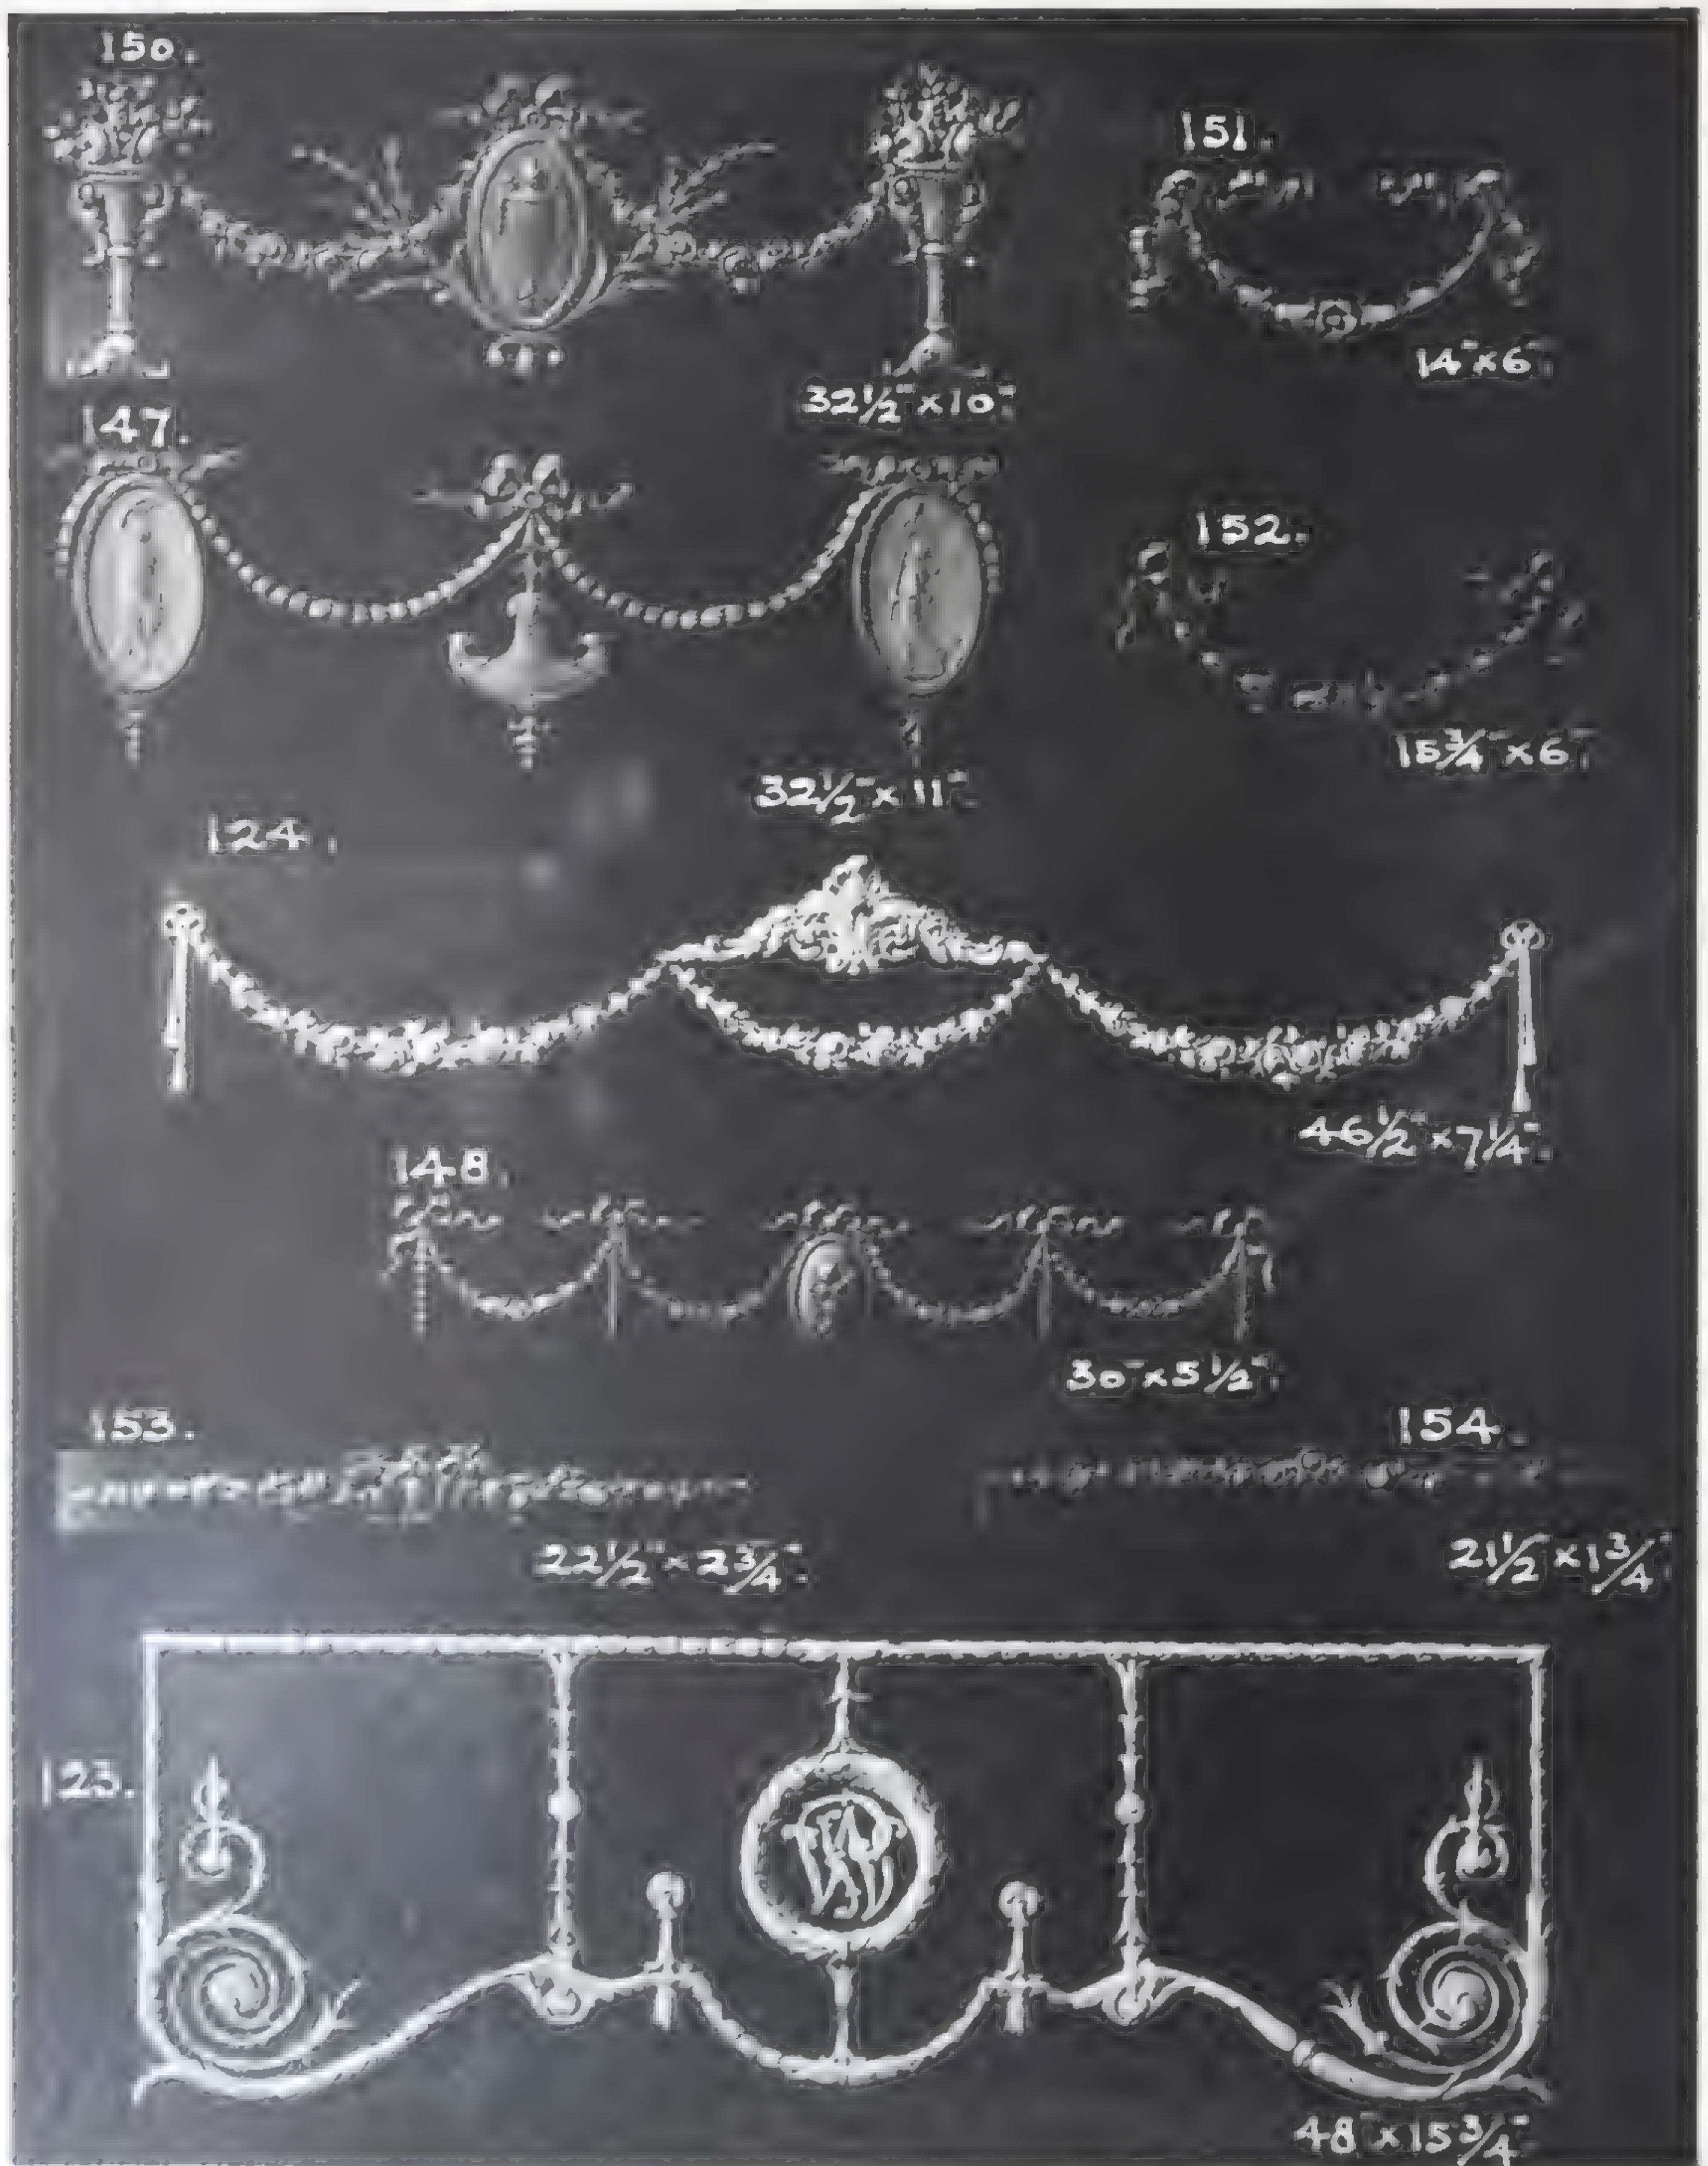 150.
151.
14" x 6"
32½" x 10"
147.
152.
15¾" x 6"
32½" x 11"
124.
46½" x 7¼"
148.
30" x 5½"
153.
154.
22½" x 2¾"
21½" x 1¾"
123.
48" x 15¾"